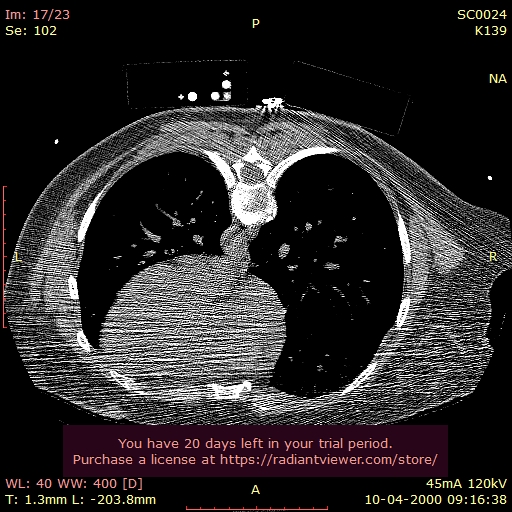 Im: 17/23
Se: 102
P
SC0024
K139
NA
L
R
You have 20 days left in your trial period.
Purchase a license at https://radiantviewer.com/store/
WL: 40 WW: 400 [D]
T: 1.3mm L: -203.8mm
A
45mA 120kV
10-04-2000 09:16:38